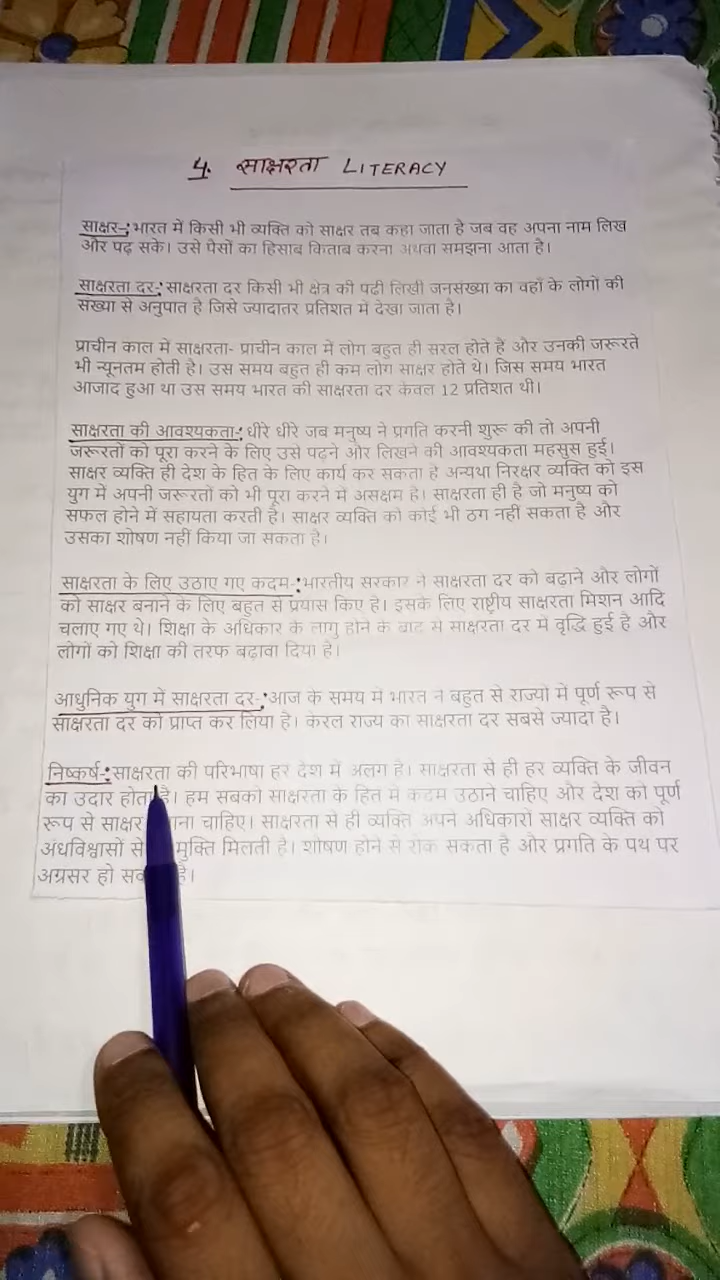 4. साक्षरता LITERACY
साक्षर-: भारत में किसी भी व्यक्ति को साक्षर तब कहा जाता है जब वह अपना नाम लिख
और पढ़ सके। उसे पैसों का हिसाब किताब करना अथवा समझना आता है।
साक्षरता दर-: साक्षरता दर किसी भी क्षेत्र की पढी लिखी जनसंख्या का वहाँ के लोगों की
संख्या से अनुपात है जिसे ज्यादातर प्रतिशत में देखा जाता है।
प्राचीन काल में साक्षरता- प्राचीन काल में लोग बहुत ही सरल होते है और उनकी जरूरते
भी न्यूनतम होती है। उस समय बहुत ही कम लोग साक्षर होते थे। जिस समय भारत
आजाद हुआ था उस समय भारत की साक्षरता दर केवल 12 प्रतिशत थी।
साक्षरता की आवश्यकता-: धीरे धीरे जब मनुष्य ने प्रगति करनी शुरू की तो अपनी
जरूरतों को पूरा करने के लिए उसे पढने और लिखने की आवश्यकता महसुस हुई।
साक्षर व्यक्ति ही देश के हित के लिए कार्य कर सकता है अन्यथा निरक्षर व्यक्ति को इस
युग में अपनी जरूरतों को भी पूरा करने में असक्षम है। साक्षरता ही है जो मनुष्य को
सफल होने में सहायता करती है। साक्षर व्यक्ति को कोई भी ठग नहीं सकता है और
उसका शोषण नहीं किया जा सकता है।
साक्षरता के लिए उठाए गए कदम-: भारतीय सरकार ने साक्षरता दर को बढाने और लोगों
को साक्षर बनाने के लिए बहुत से प्रयास किए है। इसके लिए राष्ट्रीय साक्षरता मिशन आदि
चलाए गए थे। शिक्षा के अधिकार के लागु होने के बाद से साक्षरता दर में वृद्धि हुई है और
लोगों को शिक्षा की तरफ बढ़ावा दिया है।
आधुनिक युग में साक्षरता दर-: आज के समय में भारत ने बहुत से राज्यों में पूर्ण रूप से
साक्षरता दर को प्राप्त कर लिया है। केरल राज्य का साक्षरता दर सबसे ज्यादा है।
निष्कर्ष-: साक्षरता की परिभाषा हर देश में अलग है। साक्षरता से ही हर व्यक्ति के जीवन
का उदार होता है। हम सबको साक्षरता के हित में कदम उठाने चाहिए और देश को पूर्ण
रूप से साक्षर चाहिए। साक्षरता से ही व्यक्ति अपने अधिकारों साक्षर व्यक्ति को
अंधविश्वासों से मुक्ति मिलती है। शोषण होने से रोक सकता है और प्रगति के पथ पर
अग्रसर हो है।